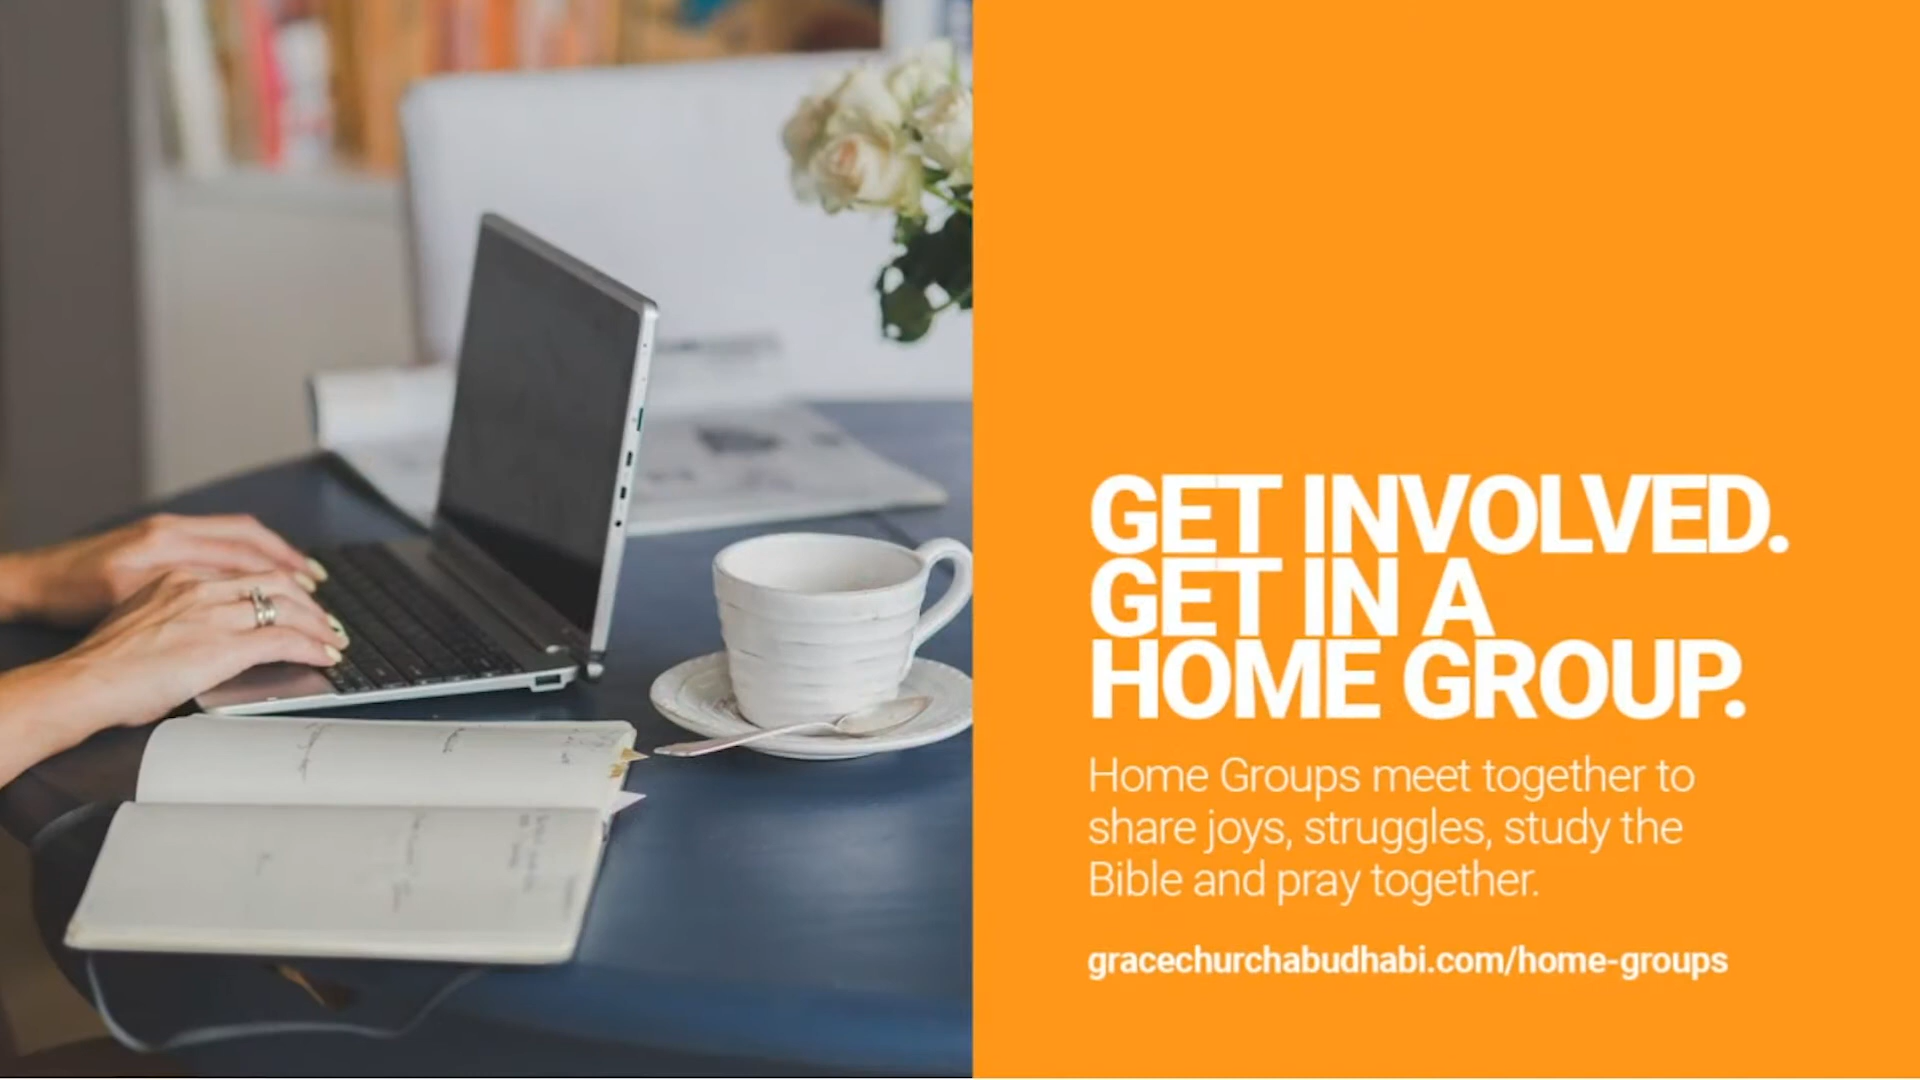 GET INVOLVED.
GET IN A
HOME GROUP.
Home Groups meet together to
share joys, struggles, study the
Bible and pray together.
gracechurchabudhabi.com/home-groups